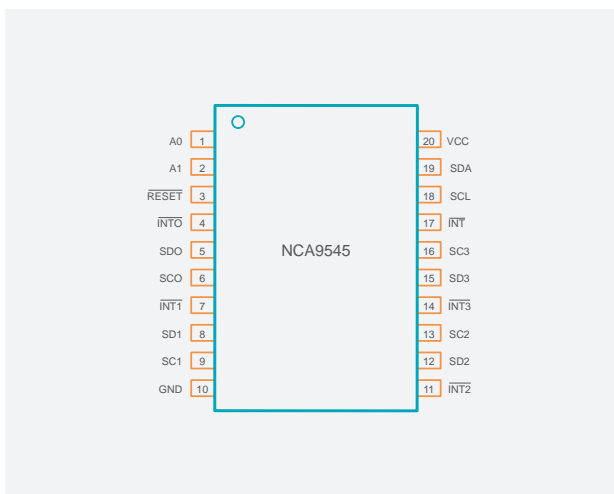 A0 1
A1 2
RESET 3
INTO 4
SDO 5
SCO 6
INT1 7
SD1 8
SC1 9
GND 10
NCA9545
20 VCC
19 SDA
18 SCL
17 INT
16 SC3
15 SD3
14 INT3
13 SC2
12 SD2
11 INT2